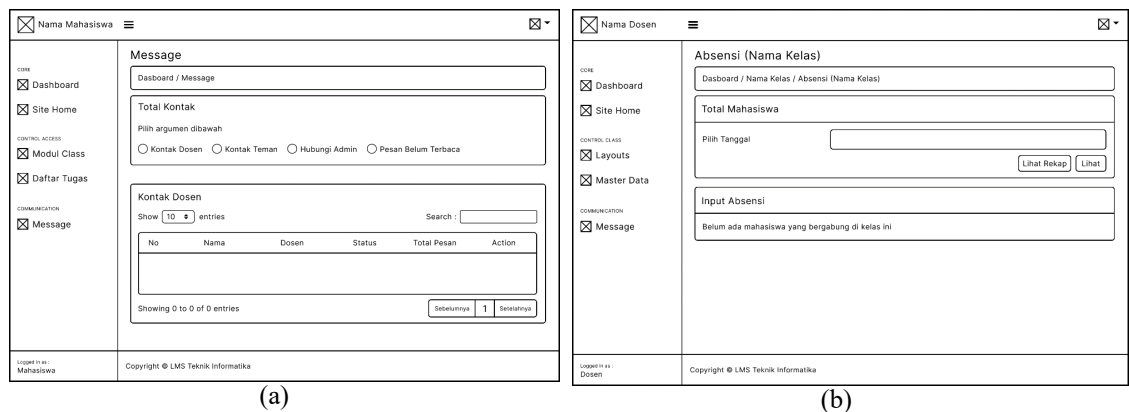 Nama Mahasiswa
CORE
Dashboard
Site Home
CONTROL ACCESS
Modul Class
Daftar Tugas
COMMUNICATION
Message
Logged in as :
Mahasiswa
Message
Dasboard / Message
Total Kontak
Pilih argumen dibawah
Kontak Dosen Kontak Teman Hubungi Admin Pesan Belum Terbaca
Kontak Dosen
Show 10 entries Search :
No Nama Dosen Status Total Pesan Action
Showing 0 to 0 of 0 entries Sebelumnya 1 Setelahnya
Copyright © LMS Teknik Informatika
(a)
Nama Dosen
CORE
Dashboard
Site Home
CONTROL CLASS
Layouts
Master Data
COMMUNICATION
Message
Logged in as :
Dosen
Absensi (Nama Kelas)
Dasboard / Nama Kelas / Absensi (Nama Kelas)
Total Mahasiswa
Pilih Tanggal
Lihat Rekap Lihat
Input Absensi
Belum ada mahasiswa yang bergabung di kelas ini
Copyright © LMS Teknik Informatika
(b)